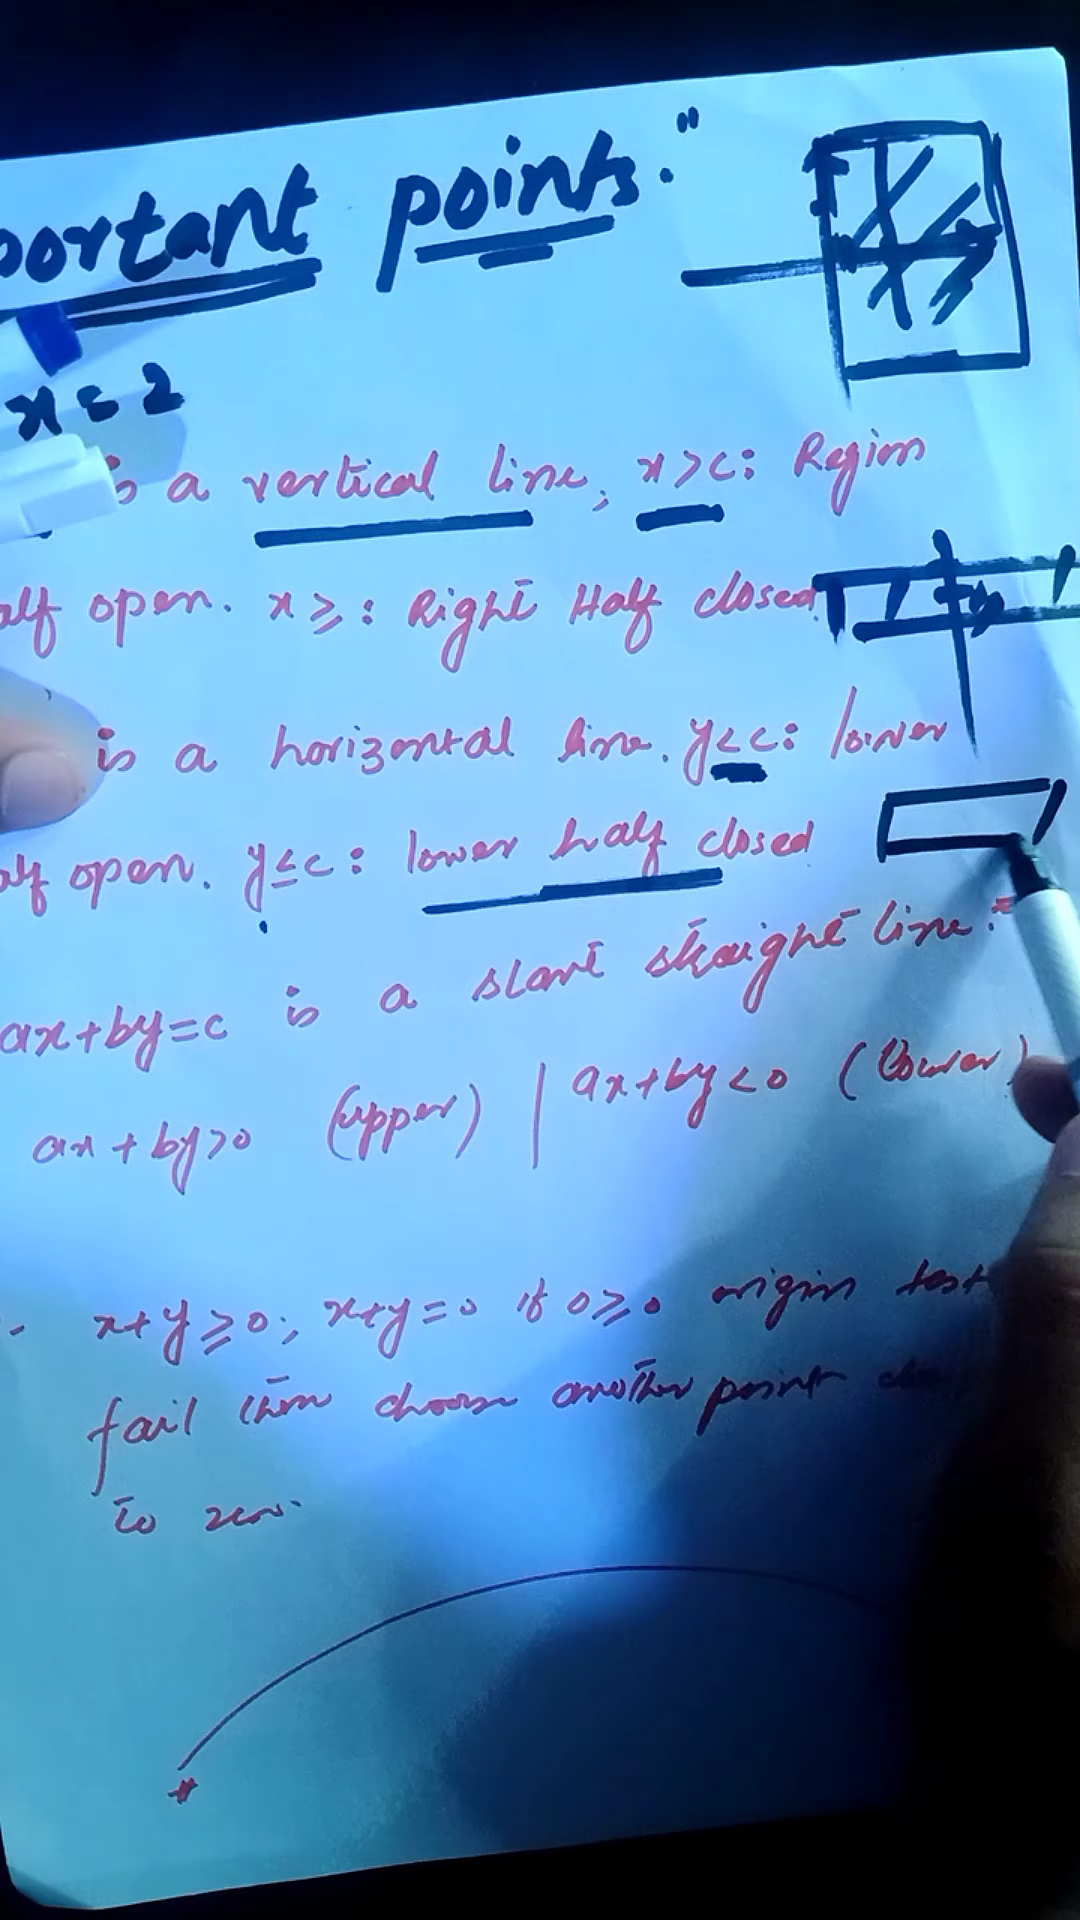 portant points."
x = 2
is a vertical line, x>c: Region
alf open. x ≥: Right Half closed.
is a horizontal line. y<c: lower
alf open. y≤c: lower half closed
ax+by=c is a slant straight line."
ax+by>0 (upper) | ax+by<0 (Lower)
x+y≥0; x+y=0 if 0≥0 origin test
fail then choose another point
to zero.